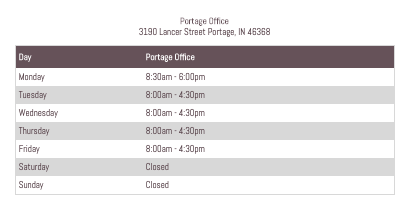 Portage Office
3190 Lancer Street Portage, IN 46368
Day Portage Office
Monday 8:30am - 6:00pm
Tuesday 8:00am - 4:30pm
Wednesday 8:00am - 4:30pm
Thursday 8:00am - 4:30pm
Friday 8:00am - 4:30pm
Saturday Closed
Sunday Closed